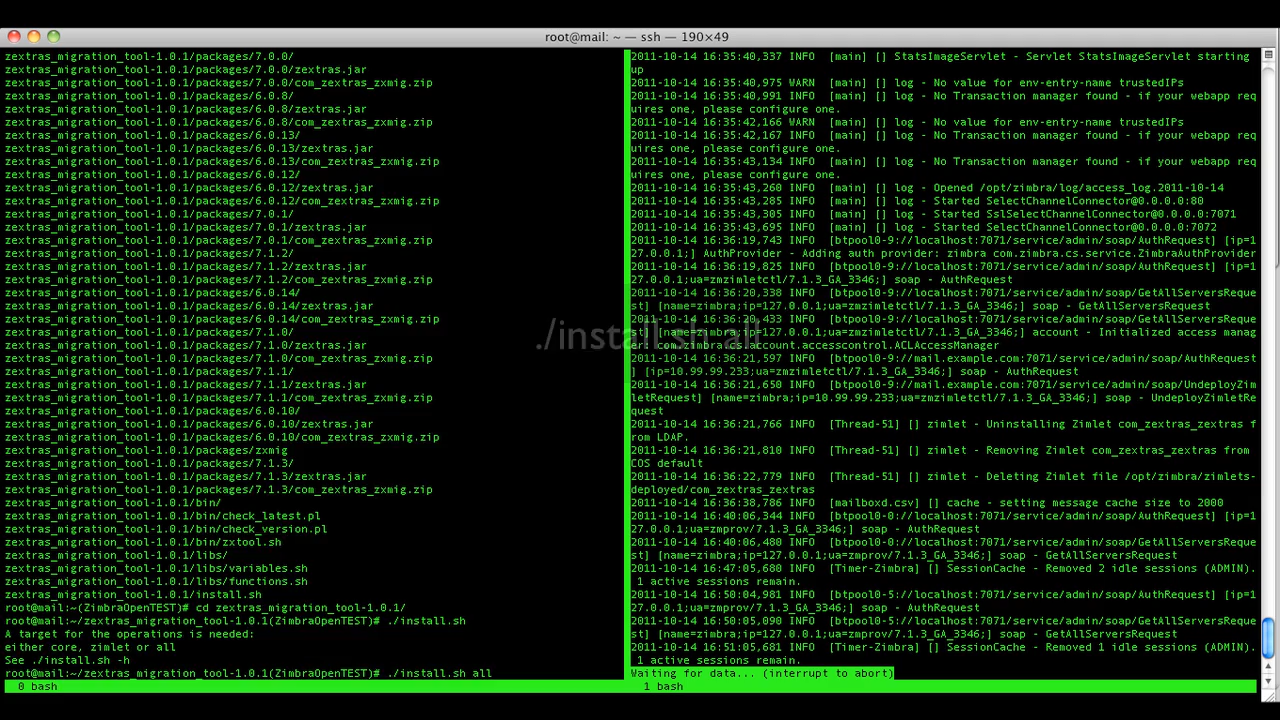 root@mail: ~ — ssh — 190×49
zextras_migration_tool-1.0.1/packages/7.0.0/
zextras_migration_tool-1.0.1/packages/7.0.0/zextras.jar
zextras_migration_tool-1.0.1/packages/7.0.0/com_zextras_zxmig.zip
zextras_migration_tool-1.0.1/packages/6.0.8/
zextras_migration_tool-1.0.1/packages/6.0.8/zextras.jar
zextras_migration_tool-1.0.1/packages/6.0.8/com_zextras_zxmig.zip
zextras_migration_tool-1.0.1/packages/6.0.13/
zextras_migration_tool-1.0.1/packages/6.0.13/zextras.jar
zextras_migration_tool-1.0.1/packages/6.0.13/com_zextras_zxmig.zip
zextras_migration_tool-1.0.1/packages/6.0.12/
zextras_migration_tool-1.0.1/packages/6.0.12/zextras.jar
zextras_migration_tool-1.0.1/packages/6.0.12/com_zextras_zxmig.zip
zextras_migration_tool-1.0.1/packages/7.0.1/
zextras_migration_tool-1.0.1/packages/7.0.1/zextras.jar
zextras_migration_tool-1.0.1/packages/7.0.1/com_zextras_zxmig.zip
zextras_migration_tool-1.0.1/packages/7.1.2/
zextras_migration_tool-1.0.1/packages/7.1.2/zextras.jar
zextras_migration_tool-1.0.1/packages/7.1.2/com_zextras_zxmig.zip
zextras_migration_tool-1.0.1/packages/6.0.14/
zextras_migration_tool-1.0.1/packages/6.0.14/zextras.jar
zextras_migration_tool-1.0.1/packages/6.0.14/com_zextras_zxmig.zip
zextras_migration_tool-1.0.1/packages/7.1.0/
zextras_migration_tool-1.0.1/packages/7.1.0/zextras.jar
zextras_migration_tool-1.0.1/packages/7.1.0/com_zextras_zxmig.zip
zextras_migration_tool-1.0.1/packages/7.1.1/
zextras_migration_tool-1.0.1/packages/7.1.1/zextras.jar
zextras_migration_tool-1.0.1/packages/7.1.1/com_zextras_zxmig.zip
zextras_migration_tool-1.0.1/packages/6.0.10/
zextras_migration_tool-1.0.1/packages/6.0.10/zextras.jar
zextras_migration_tool-1.0.1/packages/6.0.10/com_zextras_zxmig.zip
zextras_migration_tool-1.0.1/packages/zxmig
zextras_migration_tool-1.0.1/packages/7.1.3/
zextras_migration_tool-1.0.1/packages/7.1.3/zextras.jar
zextras_migration_tool-1.0.1/packages/7.1.3/com_zextras_zxmig.zip
zextras_migration_tool-1.0.1/bin/
zextras_migration_tool-1.0.1/bin/check_latest.pl
zextras_migration_tool-1.0.1/bin/check_version.pl
zextras_migration_tool-1.0.1/bin/zxtool.sh
zextras_migration_tool-1.0.1/libs/
zextras_migration_tool-1.0.1/libs/variables.sh
zextras_migration_tool-1.0.1/libs/functions.sh
zextras_migration_tool-1.0.1/install.sh
root@mail:~(ZimbraOpenTEST)# cd zextras_migration_tool-1.0.1/
root@mail:~/zextras_migration_tool-1.0.1(ZimbraOpenTEST)# ./install.sh
A target for the operations is needed:
either core, zimlet or all
See ./install.sh -h
root@mail:~/zextras_migration_tool-1.0.1(ZimbraOpenTEST)# ./install.sh all
0 bash
2011-10-14 16:35:40,337 INFO  [main] [] StatsImageServlet - Servlet StatsImageServlet starting
up
2011-10-14 16:35:40,975 WARN  [main] [] log - No value for env-entry-name trustedIPs
2011-10-14 16:35:40,991 INFO  [main] [] log - No Transaction manager found - if your webapp req
uires one, please configure one.
2011-10-14 16:35:42,166 WARN  [main] [] log - No value for env-entry-name trustedIPs
2011-10-14 16:35:42,167 INFO  [main] [] log - No Transaction manager found - if your webapp req
uires one, please configure one.
2011-10-14 16:35:43,134 INFO  [main] [] log - No Transaction manager found - if your webapp req
uires one, please configure one.
2011-10-14 16:35:43,260 INFO  [main] [] log - Opened /opt/zimbra/log/access_log.2011-10-14
2011-10-14 16:35:43,285 INFO  [main] [] log - Started SelectChannelConnector@0.0.0.0:80
2011-10-14 16:35:43,305 INFO  [main] [] log - Started SslSelectChannelConnector@0.0.0.0:7071
2011-10-14 16:35:43,695 INFO  [main] [] log - Started SelectChannelConnector@0.0.0.0:7072
2011-10-14 16:36:19,743 INFO  [btpool0-9://localhost:7071/service/admin/soap/AuthRequest] [ip=1
27.0.0.1;] AuthProvider - Adding auth provider: zimbra com.zimbra.cs.service.ZimbraAuthProvider
2011-10-14 16:36:19,825 INFO  [btpool0-9://localhost:7071/service/admin/soap/AuthRequest] [ip=1
27.0.0.1;ua=zmzimletctl/7.1.3_GA_3346;] soap - AuthRequest
2011-10-14 16:36:20,338 INFO  [btpool0-9://localhost:7071/service/admin/soap/GetAllServersReque
st] [name=zimbra;ip=127.0.0.1;ua=zmzimletctl/7.1.3_GA_3346;] soap - GetAllServersRequest
2011-10-14 16:36:20,433 INFO  [btpool0-9://localhost:7071/service/admin/soap/GetAllServersReque
st] [name=zimbra;ip=127.0.0.1;ua=zmzimletctl/7.1.3_GA_3346;] account - Initialized access manag
account.accesscontrol.ACLAccessManager
./install.sh all
2011-10-14 16:36:21,597 INFO  [btpool0-9://mail.example.com:7071/service/admin/soap/AuthRequest
] [ip=10.99.99.233;ua=zmzimletctl/7.1.3_GA_3346;] soap - AuthRequest
2011-10-14 16:36:21,650 INFO  [btpool0-9://mail.example.com:7071/service/admin/soap/UndeployZim
letRequest] [name=zimbra;ip=10.99.99.233;ua=zmzimletctl/7.1.3_GA_3346;] soap - UndeployZimletRe
quest
2011-10-14 16:36:21,766 INFO  [Thread-51] [] zimlet - Uninstalling Zimlet com_zextras_zextras f
rom LDAP.
2011-10-14 16:36:21,810 INFO  [Thread-51] [] zimlet - Removing Zimlet com_zextras_zextras from
COS default
2011-10-14 16:36:22,779 INFO  [Thread-51] [] zimlet - Deleting Zimlet file /opt/zimbra/zimlets-
deployed/com_zextras_zextras
2011-10-14 16:36:38,786 INFO  [mailboxd.csv] [] cache - setting message cache size to 2000
2011-10-14 16:40:06,344 INFO  [btpool0-0://localhost:7071/service/admin/soap/AuthRequest] [ip=1
27.0.0.1;ua=zmprov/7.1.3_GA_3346;] soap - AuthRequest
2011-10-14 16:40:06,480 INFO  [btpool0-0://localhost:7071/service/admin/soap/GetAllServersReque
st] [name=zimbra;ip=127.0.0.1;ua=zmprov/7.1.3_GA_3346;] soap - GetAllServersRequest
2011-10-14 16:47:05,680 INFO  [Timer-Zimbra] [] SessionCache - Removed 2 idle sessions (ADMIN).
1 active sessions remain.
2011-10-14 16:50:04,981 INFO  [btpool0-1://localhost:7071/service/admin/soap/AuthRequest] [ip=1
27.0.0.1;ua=zmprov/7.1.3_GA_3346;] soap - AuthRequest
2011-10-14 16:50:05,090 INFO  [btpool0-1://localhost:7071/service/admin/soap/GetAllServersReque
st] [name=zimbra;ip=127.0.0.1;ua=zmprov/7.1.3_GA_3346;] soap - GetAllServersRequest
2011-10-14 16:51:05,681 INFO  [Timer-Zimbra] [] SessionCache - Removed 1 idle sessions (ADMIN).
1 active sessions remain.
Waiting for data... (interrupt to abort)
1 bash